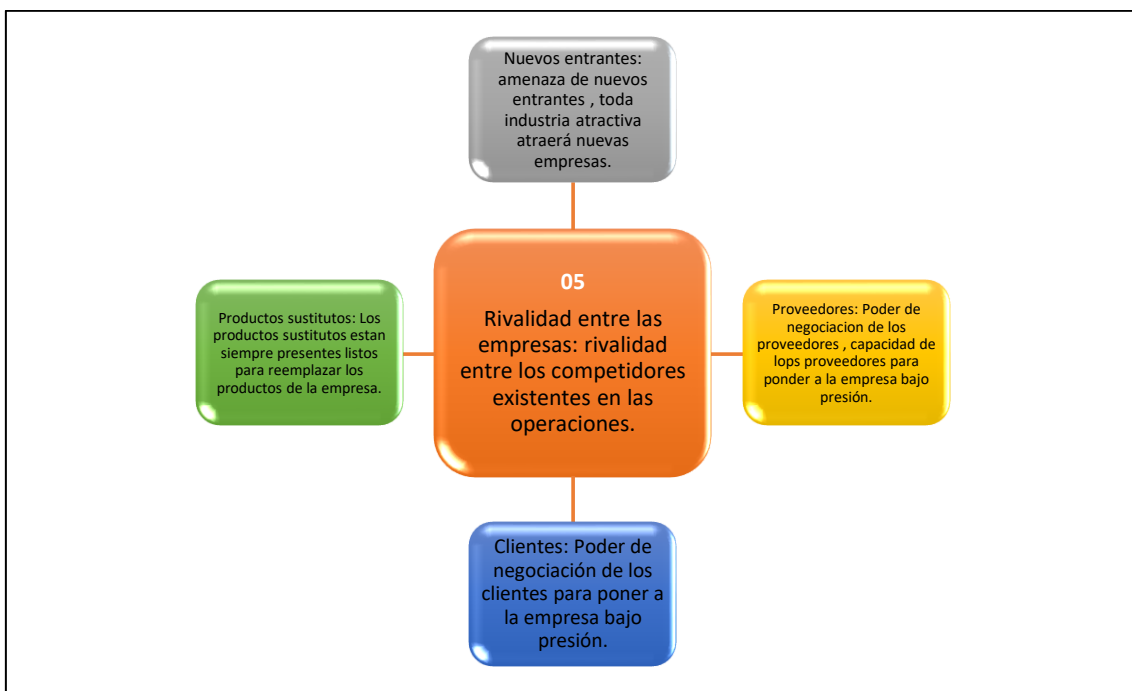 Nuevos entrantes:
amenaza de nuevos
entrantes , toda
industria atractiva
atraerá nuevas
empresas.
Productos sustitutos: Los
productos sustitutos estan
siempre presentes listos
para reemplazar los
productos de la empresa.
05
Rivalidad entre las
empresas: rivalidad
entre los competidores
existentes en las
operaciones.
Proveedores: Poder de
negociacion de los
proveedores , capacidad de
lops proveedores para
ponder a la empresa bajo
presión.
Clientes: Poder de
negociación de los
clientes para poner a
la empresa bajo
presión.